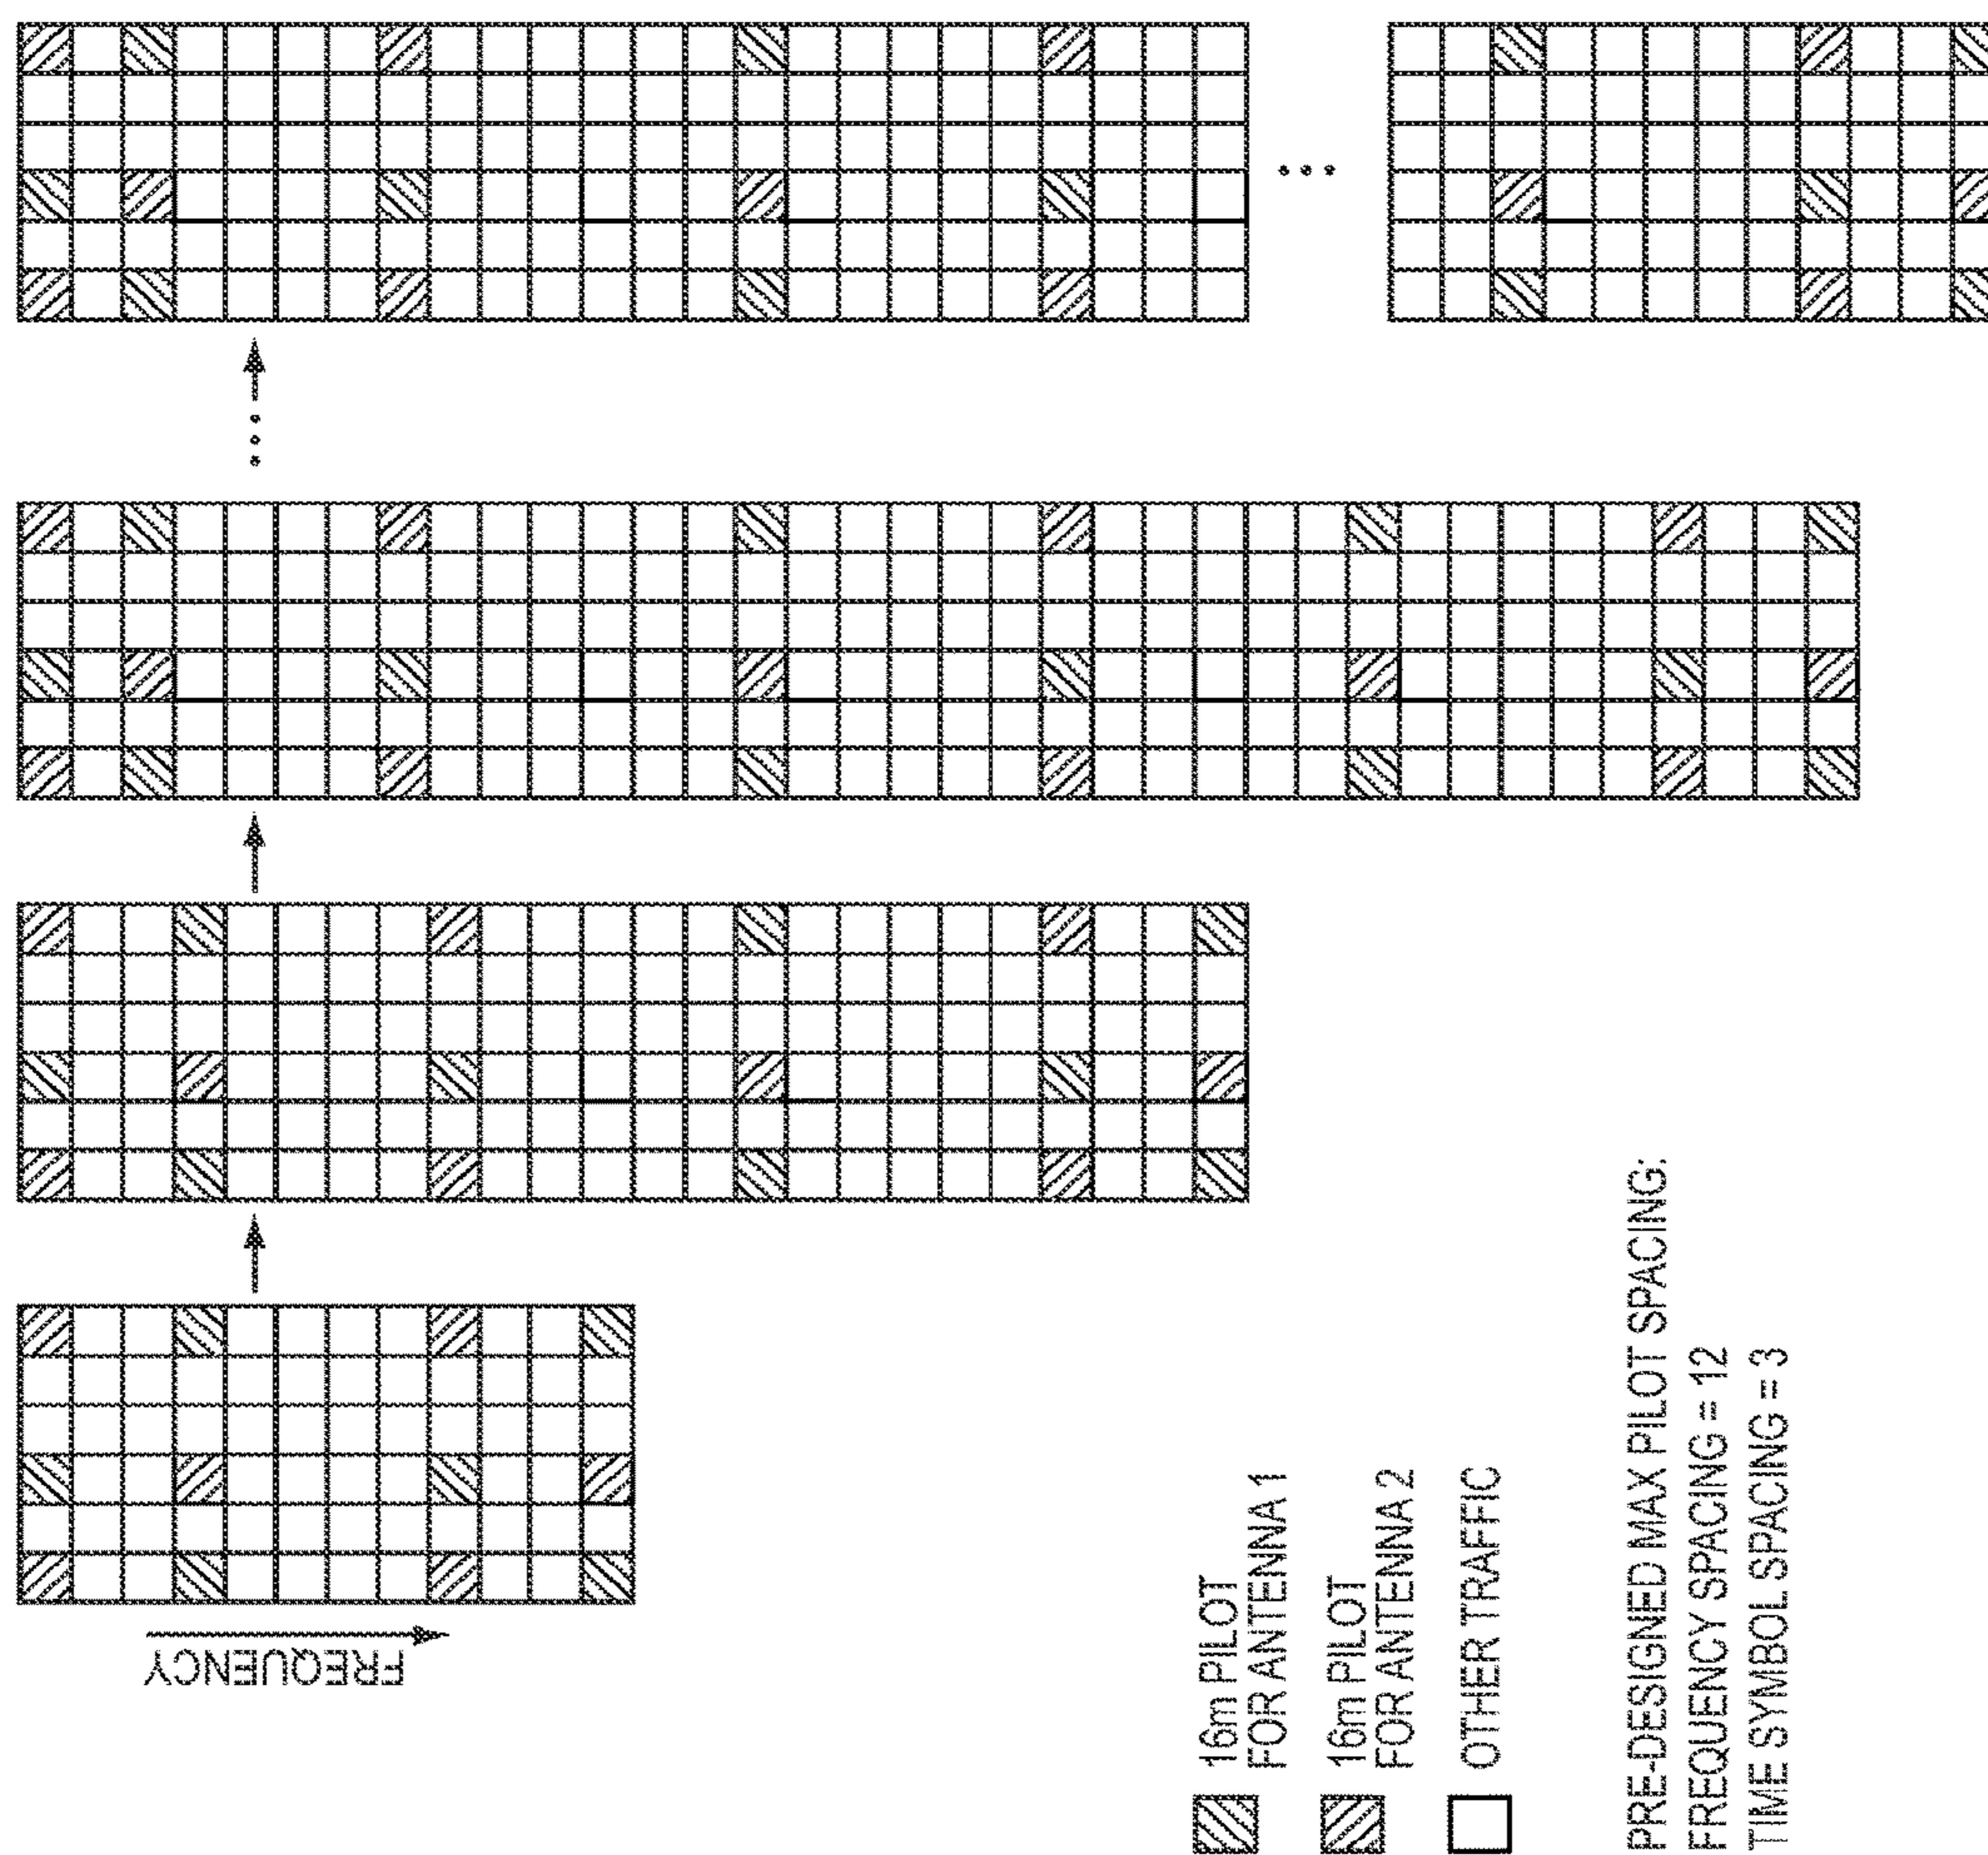 FREQUENCY
16m PILOT
FOR ANTENNA 1
16m PILOT
FOR ANTENNA 2
OTHER TRAFFIC
PRE-DESIGNED MAX PILOT SPACING:
FREQUENCY SPACING = 12
TIME SYMBOL SPACING = 3